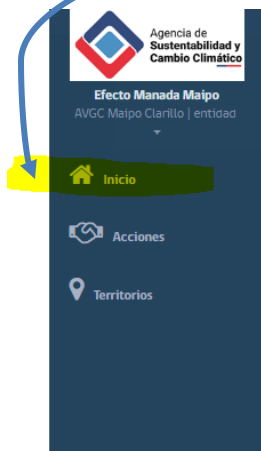 Agencia de
Sustentabilidad y
Cambio Climático
Efecto Manada Maipo
AVGC Maipo Clarillo | entidad
Inicio
Acciones
Territorios